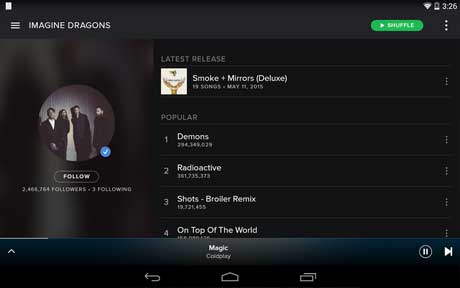 3:26
IMAGINE DRAGONS
SHUFFLE
FOLLOW
2,466,764 FOLLOWERS • 3 FOLLOWING
LATEST RELEASE
Smoke + Mirrors (Deluxe)
19 SONGS • MAY 11, 2015
POPULAR
1 Demons
294,349,029
2 Radioactive
361,735,373
3 Shots - Broiler Remix
19,721,455
4 On Top Of The World
Magic
Coldplay